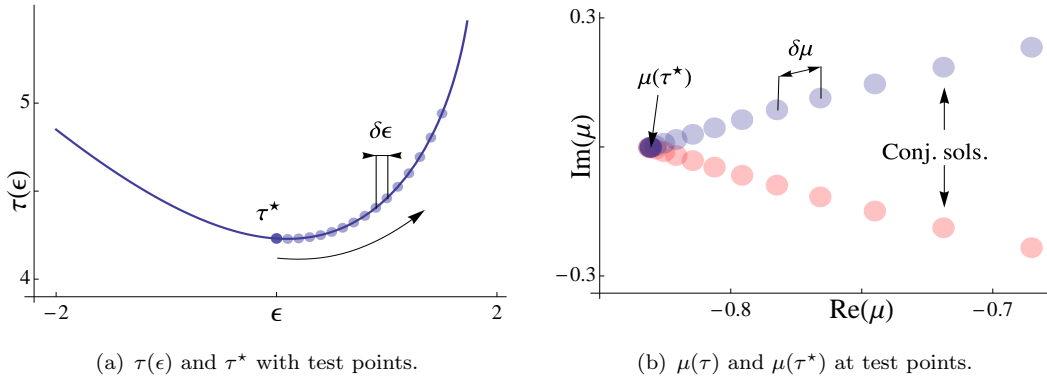 5
4
τ(ϵ)
τ⋆
δϵ
−2
ϵ
2
(a) τ(ϵ) and τ⋆ with test points.
0.3
−0.3
Im(μ)
μ(τ⋆)
δμ
Conj. sols.
−0.8
Re(μ)
−0.7
(b) μ(τ) and μ(τ⋆) at test points.